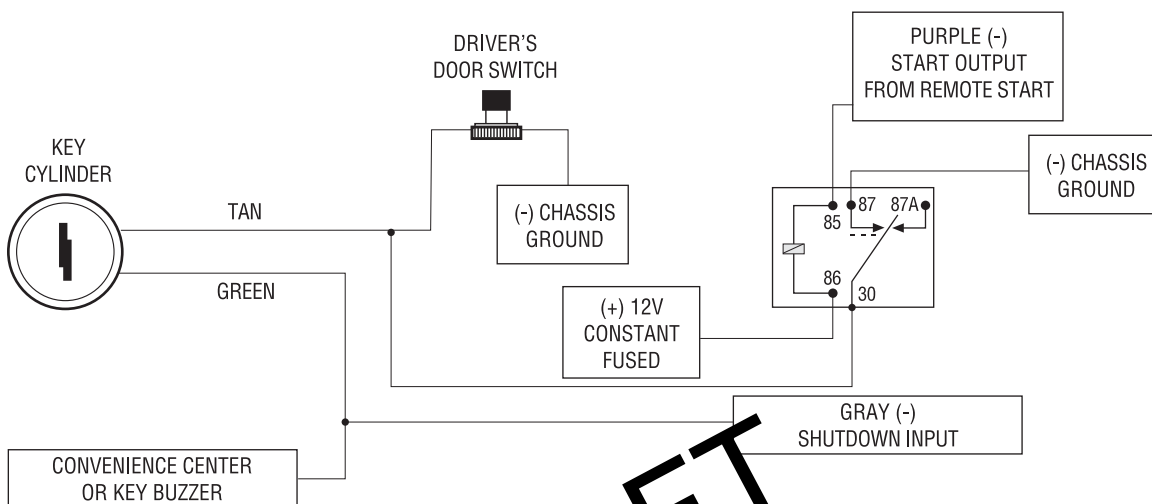 PURPLE (-)
START OUTPUT
FROM REMOTE START
DRIVER'S
DOOR SWITCH
KEY
CYLINDER
(-) CHASSIS
GROUND
87 87A
85
TAN
(-) CHASSIS
GROUND
86
30
GREEN
(+) 12V
CONSTANT
FUSED
GRAY (-)
SHUTDOWN INPUT
CONVENIENCE CENTER
OR KEY BUZZER